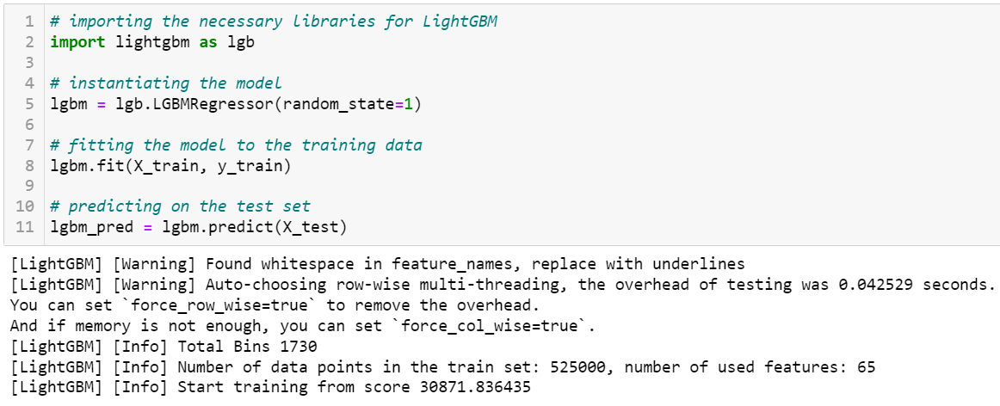 1 # importing the necessary libraries for LightGBM
2 import lightgbm as lgb
3
4 # instantiating the model
5 lgbm = lgb.LGBMRegressor(random_state=1)
6
7 # fitting the model to the training data
8 lgbm.fit(X_train, y_train)
9
10 # predicting on the test set
11 lgbm_pred = lgbm.predict(X_test)
[LightGBM] [Warning] Found whitespace in feature_names, replace with underlines
[LightGBM] [Warning] Auto-choosing row-wise multi-threading, the overhead of testing was 0.042529 seconds.
You can set `force_row_wise=true` to remove the overhead.
And if memory is not enough, you can set `force_col_wise=true`.
[LightGBM] [Info] Total Bins 1730
[LightGBM] [Info] Number of data points in the train set: 525000, number of used features: 65
[LightGBM] [Info] Start training from score 30871.836435